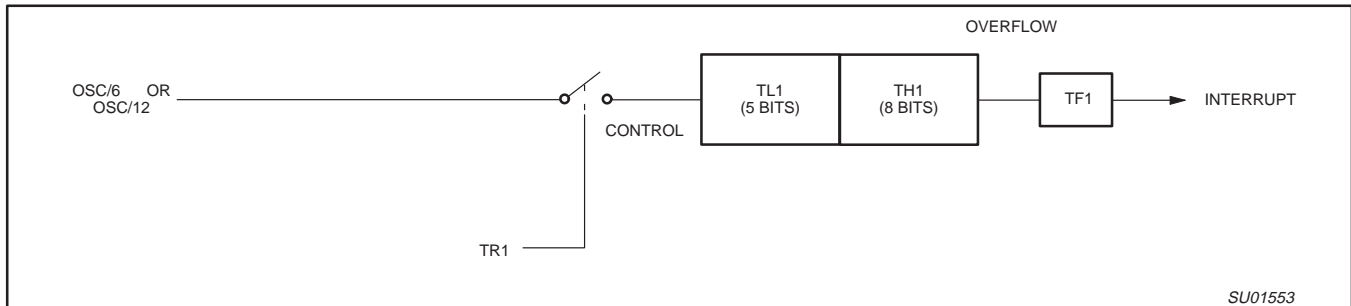 OVERFLOW
OSC/6 OR
OSC/12
TL1
(5 BITS)
TH1
(8 BITS)
TF1
INTERRUPT
CONTROL
TR1
SU01553